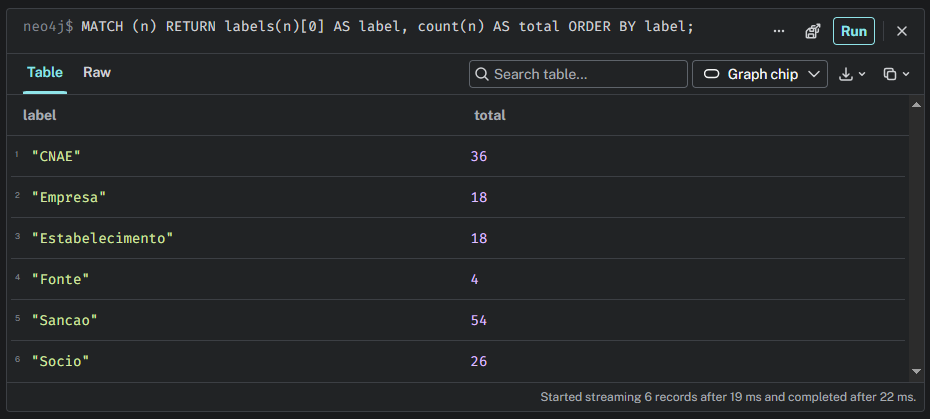 neo4j$ MATCH (n) RETURN labels(n)[0] AS label, count(n) AS total ORDER BY label;
Run
Table Raw
Search table...
Graph chip
label total
1 "CNAE" 36
2 "Empresa" 18
3 "Estabelecimento" 18
4 "Fonte" 4
5 "Sancao" 54
6 "Socio" 26
Started streaming 6 records after 19 ms and completed after 22 ms.